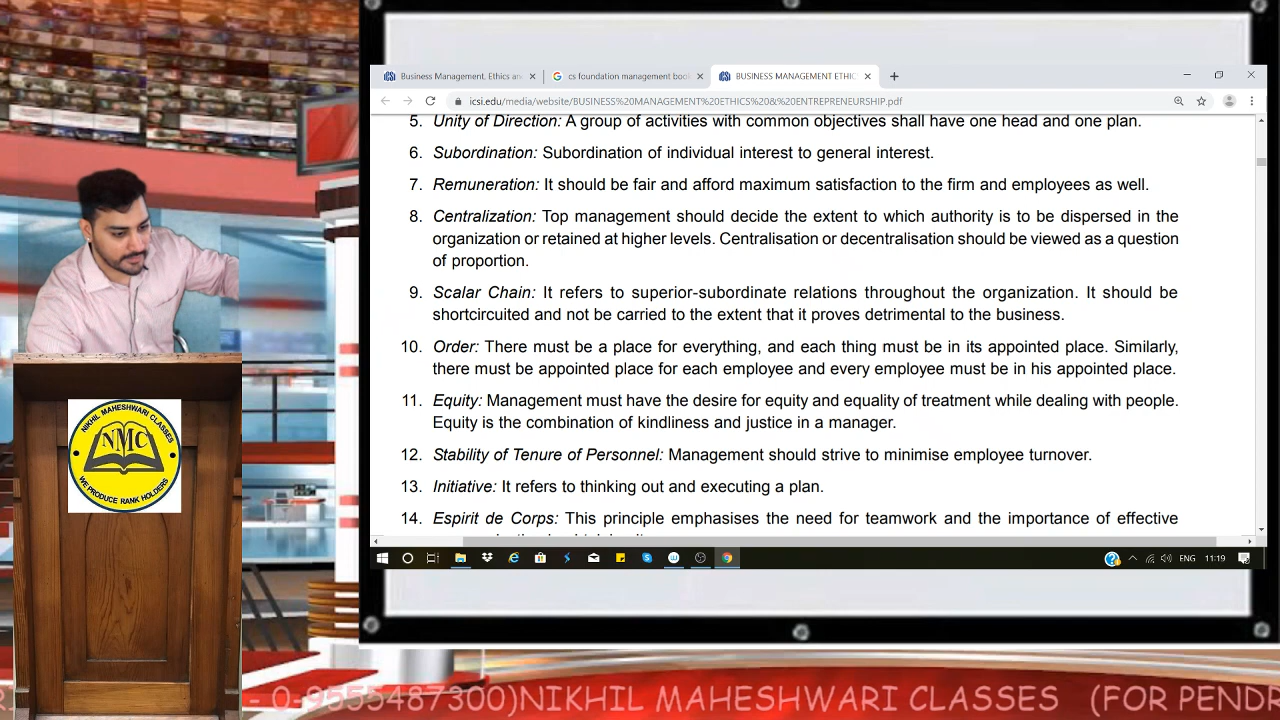 Business Management. Ethics an
cs foundation management boo
BUSINESS MANAGEMENT ETHIC
icsi.edu/media/website/BUSINESS%20MANAGEMENT%20ETHICS%20&%20ENTREPRENEURSHIP.pdf
5. Unity of Direction: A group of activities with common objectives shall have one head and one plan.
6. Subordination: Subordination of individual interest to general interest.
7. Remuneration: It should be fair and afford maximum satisfaction to the firm and employees as well.
8. Centralization: Top management should decide the extent to which authority is to be dispersed in the
organization or retained at higher levels. Centralisation or decentralisation should be viewed as a question
of proportion.
9. Scalar Chain: It refers to superior-subordinate relations throughout the organization. It should be
shortcircuited and not be carried to the extent that it proves detrimental to the business.
10. Order: There must be a place for everything, and each thing must be in its appointed place. Similarly,
there must be appointed place for each employee and every employee must be in his appointed place.
11. Equity: Management must have the desire for equity and equality of treatment while dealing with people.
Equity is the combination of kindliness and justice in a manager.
12. Stability of Tenure of Personnel: Management should strive to minimise employee turnover.
13. Initiative: It refers to thinking out and executing a plan.
14. Espirit de Corps: This principle emphasises the need for teamwork and the importance of effective
ENG 11:19
NIKHIL MAHESHWARI CLASSES
NMC
WE PRODUCE RANK HOLDERS
- 0-9555487300)NIKHIL MAHESHWARI CLASSES (FOR PENDR